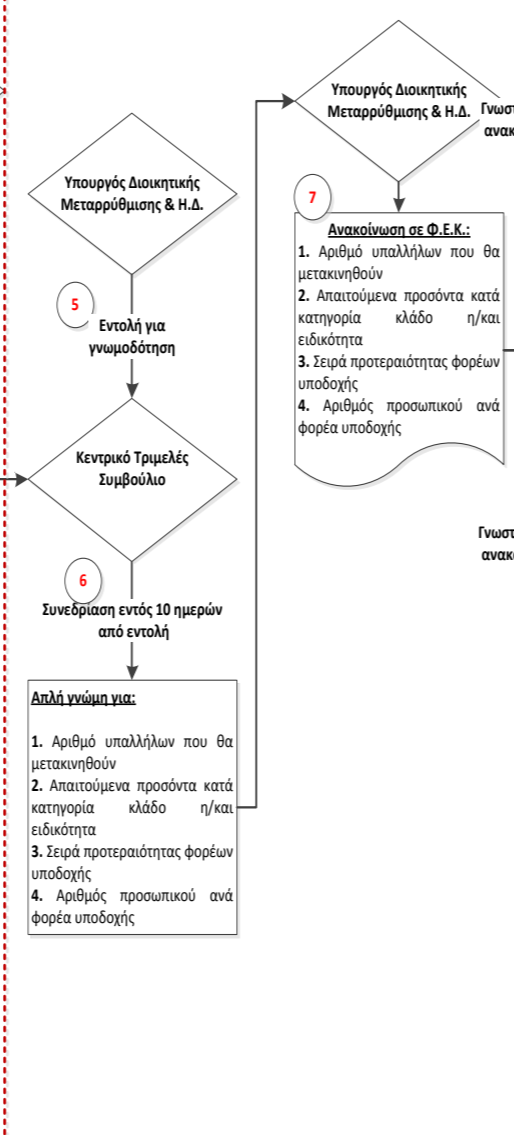 Υπουργός Διοικητικής
Μεταρρύθμισης & Η.Δ.
5
Εντολή για
γνωμοδότηση
Κεντρικό Τριμελές
Συμβούλιο
6
Συνεδρίαση εντός 10 ημερών
από εντολή
Απλή γνώμη για:
1. Αριθμό υπαλλήλων που θα
μετακινηθούν
2. Απαιτούμενα προσόντα κατά
κατηγορία κλάδο η/και
ειδικότητα
3. Σειρά προτεραιότητας φορέων
υποδοχής
4. Αριθμός προσωπικού ανά
φορέα υποδοχής
Υπουργός Διοικητικής
Μεταρρύθμισης & Η.Δ.
7
Ανακοίνωση σε Φ.Ε.Κ.:
1. Αριθμό υπαλλήλων που θα
μετακινηθούν
2. Απαιτούμενα προσόντα κατά
κατηγορία κλάδο η/και
ειδικότητα
3. Σειρά προτεραιότητας φορέων
υποδοχής
4. Αριθμός προσωπικού ανά
φορέα υποδοχής